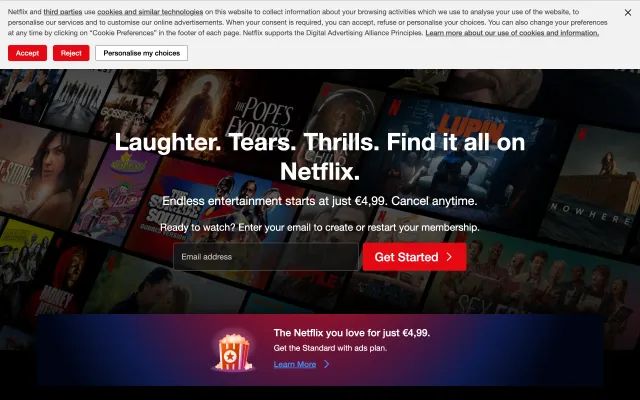 Netflix and third parties use cookies and similar technologies on this website to collect information about your browsing activities which we use to analyse your use of the website, to
personalise our services and to customise our online advertisements. When your consent is required, you can accept, refuse or personalise your choices. You can also change your preferences
at any time by clicking on “Cookie Preferences” in the footer of each page. Netflix supports the Digital Advertising Alliance Principles. Learn more about our use of cookies and information.
Accept
Reject
Personalise my choices
GOSSIP GIRL
THE POPE'S
EXORCIST
LUPIN
NOWHERE
Laughter. Tears. Thrills. Find it all on
Netflix.
Endless entertainment starts at just €4,99. Cancel anytime.
Ready to watch? Enter your email to create or restart your membership.
Email address
Get Started
The Netflix you love for just €4,99.
Get the Standard with ads plan.
Learn More